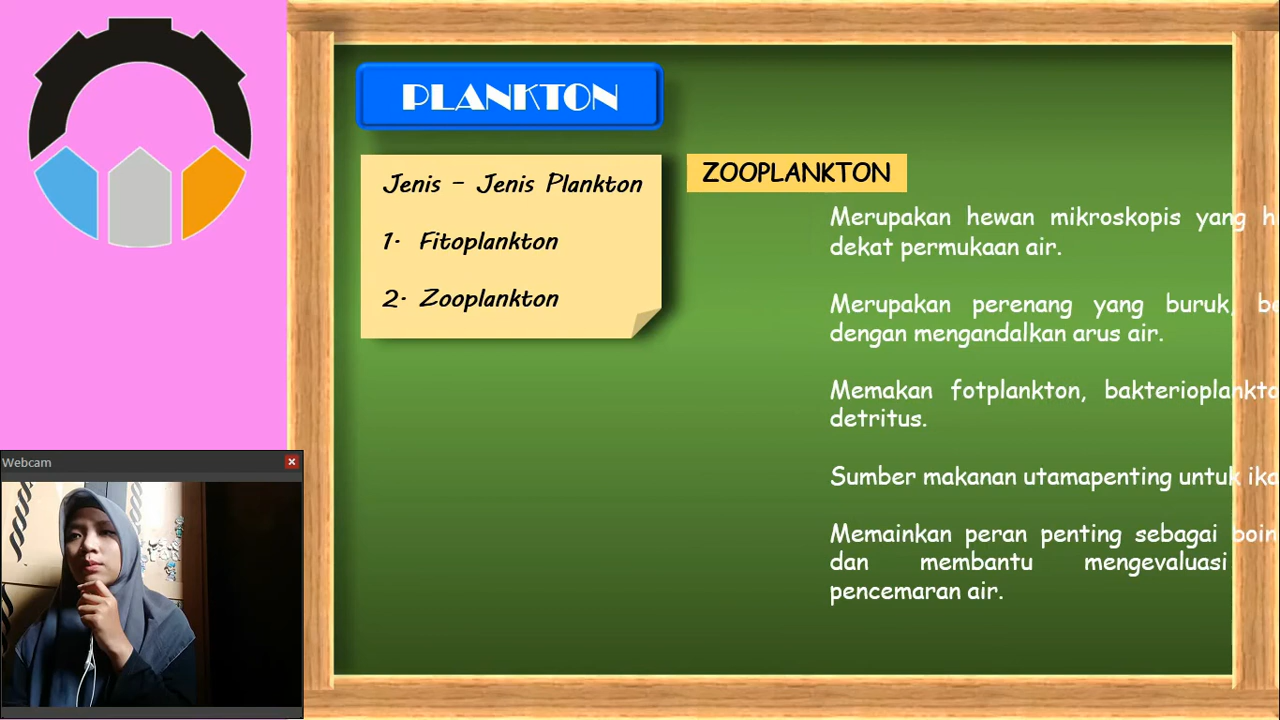 PLANKTON
Jenis - Jenis Plankton
1. Fitoplankton
2. Zooplankton
ZOOPLANKTON
Merupakan hewan mikroskopis yang
dekat permukaan air.
Merupakan perenang yang buruk,
dengan mengandalkan arus air.
Memakan fotplankton,
detritus.
Sumber makanan utamapenting untuk
Memainkan peran penting sebagai
dan membantu mengevaluasi
pencemaran air.
Webcam